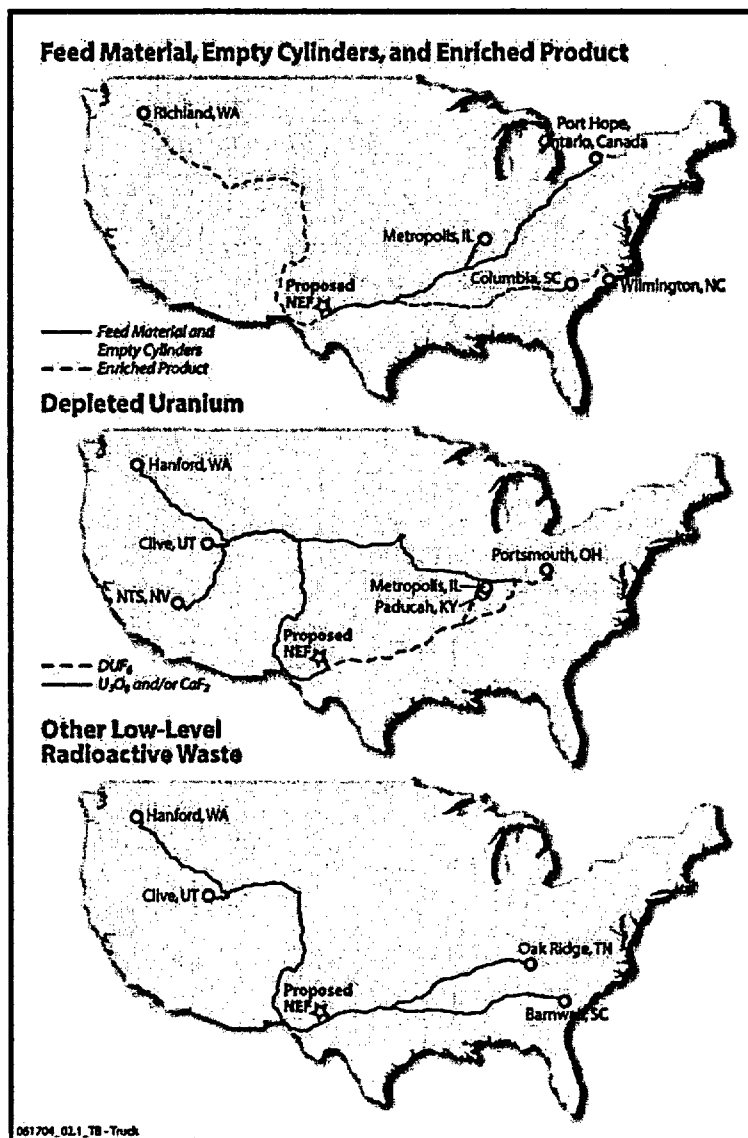 Feed Material, Empty Cylinders, and Enriched Product
Richland, WA
Port Hope,
Ontario, Canada
Metropolis, IL
Columbia, SC
Wilmington, NC
Proposed
NEF
Feed Material and
Empty Cylinders
Enriched Product
Depleted Uranium
Hanford, WA
Clive, UT
Portsmouth, OH
NTS, NV
Metropolis, IL
Paducah, KY
Proposed
NEF
DUF₆
U₃O₈ and/or CaF₂
Other Low-Level
Radioactive Waste
Hanford, WA
Clive, UT
Oak Ridge, TN
Proposed
NEF
Barnwell, SC
061704_02.1_TB - Truck